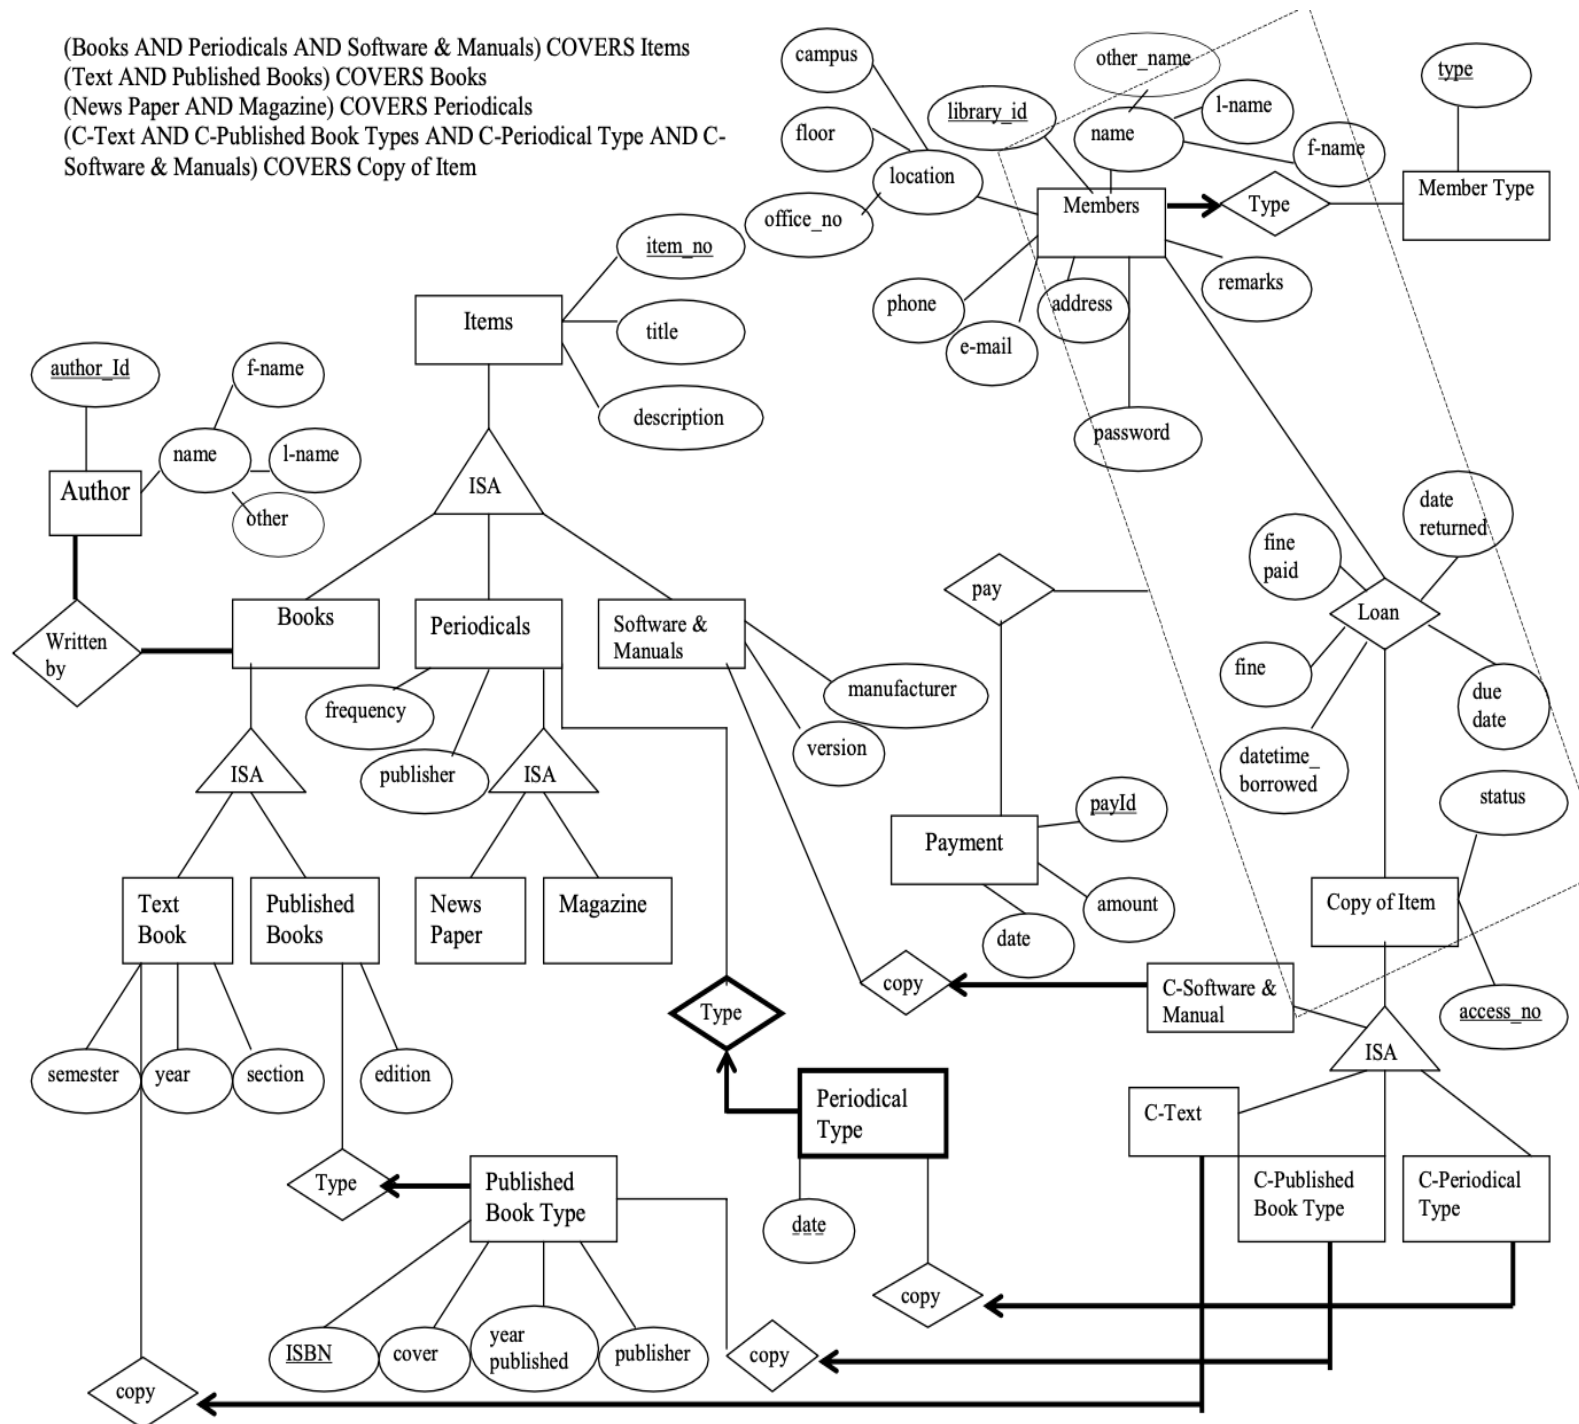 (Books AND Periodicals AND Software & Manuals) COVERS Items
(Text AND Published Books) COVERS Books
(News Paper AND Magazine) COVERS Periodicals
(C-Text AND C-Published Book Types AND C-Periodical Type AND C-
Software & Manuals) COVERS Copy of Item
campus
floor
office_no
location
library_id
other_name
name
l-name
f-name
type
Members
Type
Member Type
phone
e-mail
address
remarks
password
item_no
Items
title
description
ISA
author_Id
f-name
name
l-name
other
Author
Written
by
Books
Periodicals
Software &
Manuals
frequency
publisher
manufacturer
version
ISA
ISA
Text
Book
Published
Books
News
Paper
Magazine
semester
year
section
edition
pay
Payment
payId
amount
date
date
returned
fine
paid
Loan
fine
due
date
datetime_
borrowed
status
Copy of Item
access_no
copy
C-Software &
Manual
ISA
Type
Periodical
Type
date
C-Text
C-Published
Book Type
C-Periodical
Type
Type
Published
Book Type
ISBN
cover
year
published
publisher
copy
copy
copy